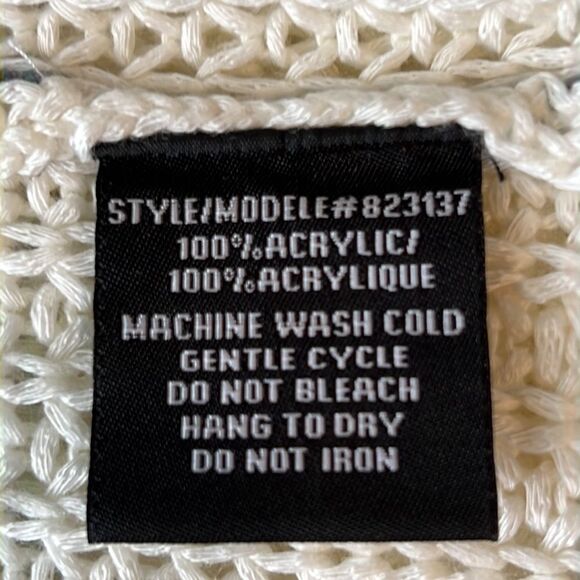 STYLE/MODELE#823137
100%ACRYLIC/
100%ACRYLIQUE
MACHINE WASH COLD
GENTLE CYCLE
DO NOT BLEACH
HANG TO DRY
DO NOT IRON